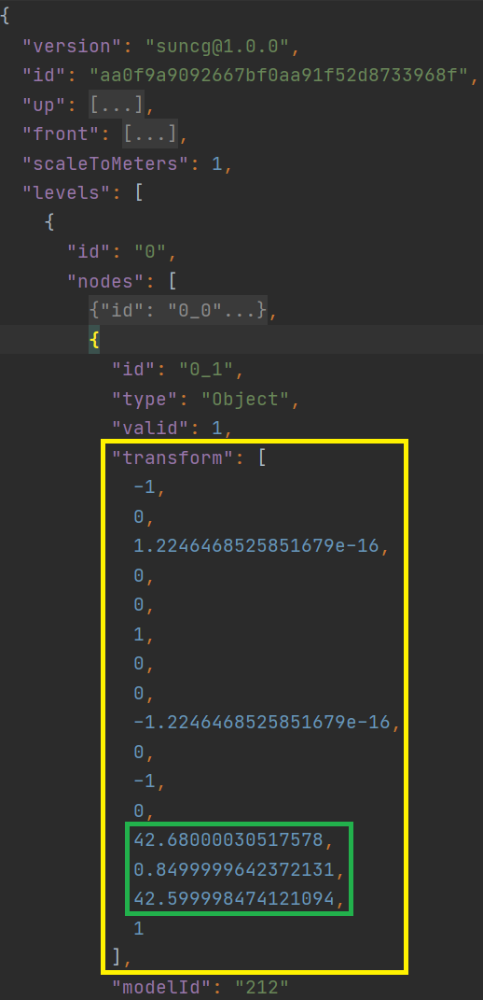 {
"version": "suncg@1.0.0",
"id": "aa0f9a9092667bf0aa91f52d8733968f",
"up": [...],
"front": [...],
"scaleToMeters": 1,
"levels": [
{
"id": "0",
"nodes": [
{"id": "0_0"...},
{
"id": "0_1",
"type": "Object",
"valid": 1,
"transform": [
-1,
0,
1.2246468525851679e-16,
0,
0,
1,
0,
0,
-1.2246468525851679e-16,
0,
-1,
0,
42.68000030517578,
0.8499999642372131,
42.599998474121094,
1
],
"modelId": "212"